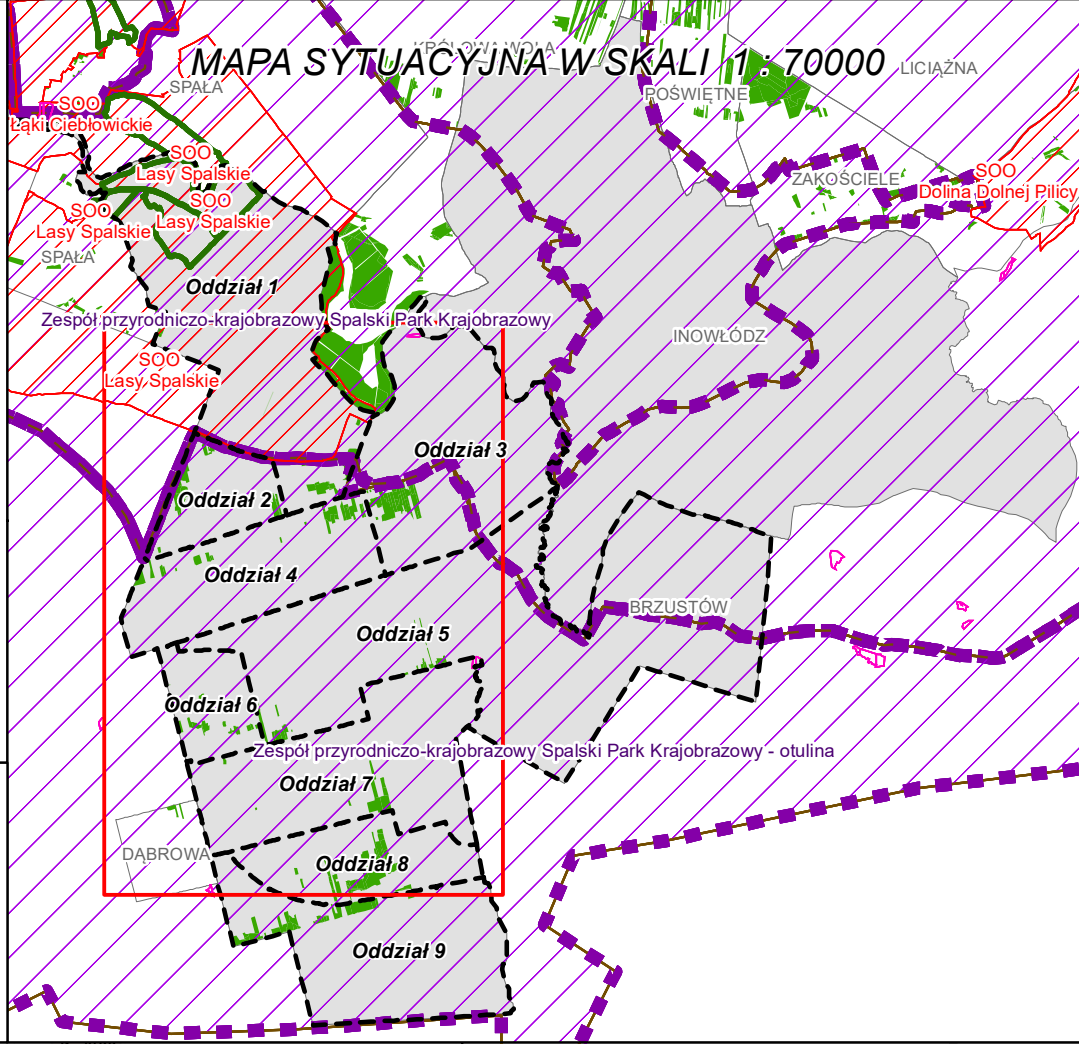 KRÓLOWA WOLA
MAPA SYTUACYJNA W SKALI 1 : 70000
LICIĄŻNA
SPAŁA
POŚWIĘTNE
SOO
Łąki Ciebłowickie
SOO
Lasy Spalskie
ZAKOŚCIELE
SOO
Dolina Dolnej Pilicy
SOO
Lasy Spalskie
SOO
Lasy Spalskie
SPAŁA
Oddział 1
Zespół przyrodniczo-krajobrazowy Spalski Park Krajobrazowy
INOWŁÓDZ
SOO
Lasy Spalskie
Oddział 3
Oddział 2
Oddział 4
BRZUSTÓW
Oddział 5
Oddział 6
Zespół przyrodniczo-krajobrazowy Spalski Park Krajobrazowy - otulina
Oddział 7
DĄBROWA
Oddział 8
Oddział 9